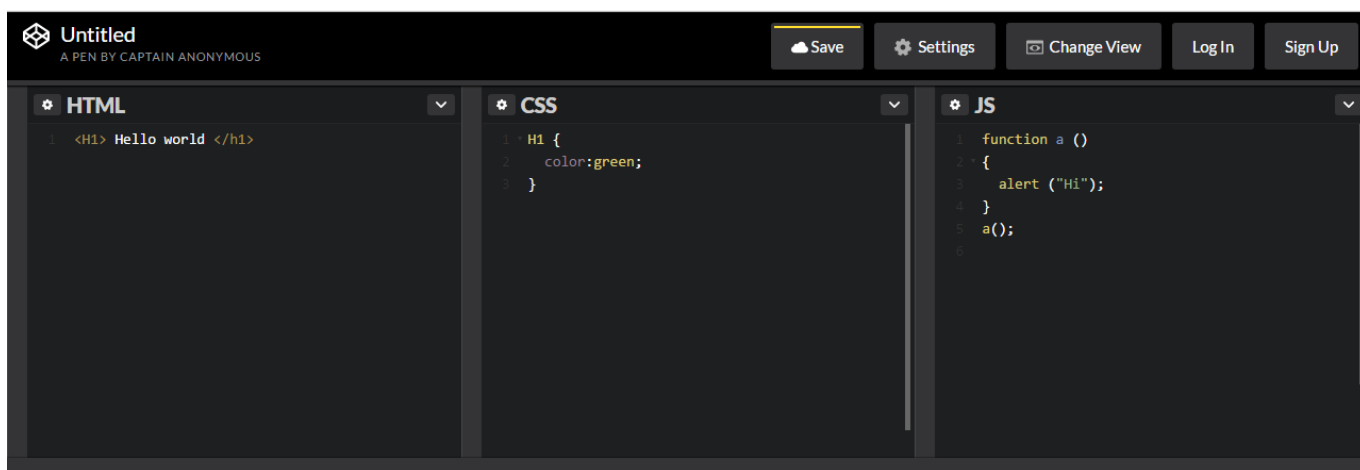 Untitled
A PEN BY CAPTAIN ANONYMOUS
Save Settings Change View Log In Sign Up
HTML
1 <H1> Hello world </h1>
CSS
1 H1 {
2 color:green;
3 }
JS
1 function a ()
2 {
3 alert ("Hi");
4 }
5 a();
6